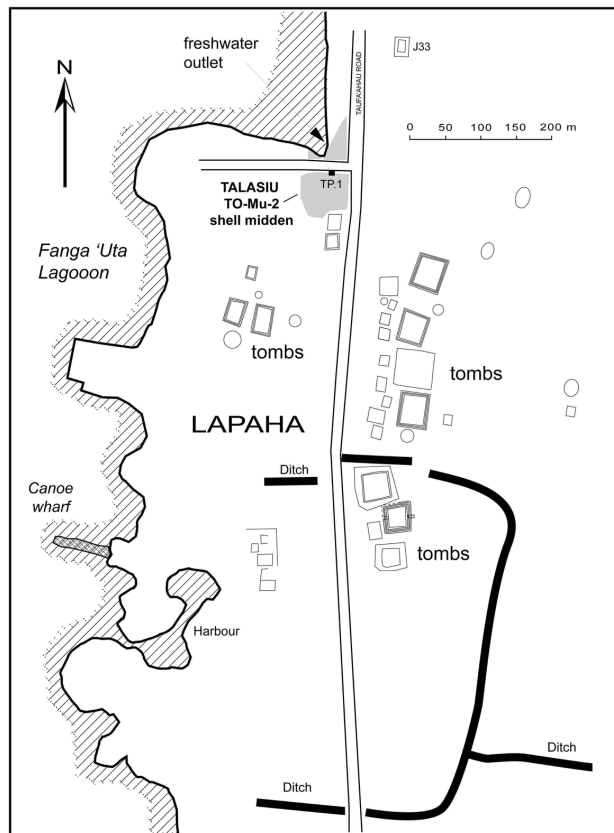 freshwater
outlet
N
TAUFA'AHAU ROAD
J33
0 50 100 150 200 m
TP.1
TALASIU
TO-Mu-2
shell midden
Fanga ‘Uta
Lagooon
tombs
tombs
LAPAHA
Ditch
Canoe
wharf
tombs
Harbour
Ditch
Ditch